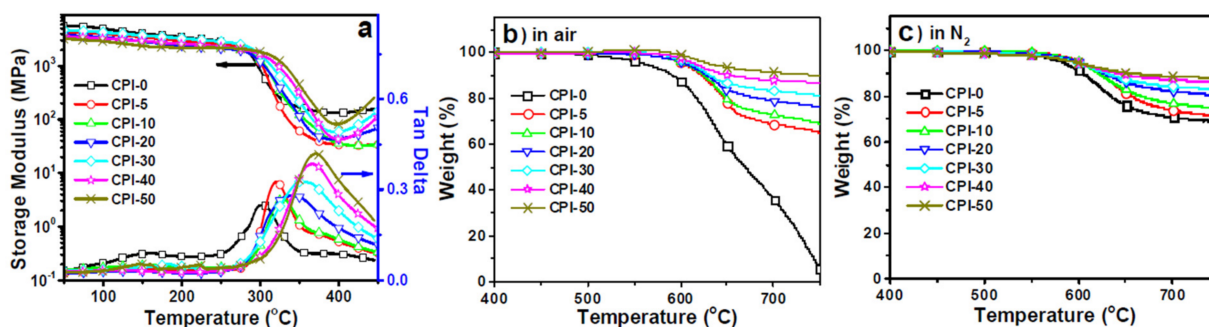 a
Storage Modulus (MPa)
10³
10²
10¹
10⁰
10⁻¹
CPI-0
CPI-5
CPI-10
CPI-20
CPI-30
CPI-40
CPI-50
0.6
0.3
0.0
Tan Delta
100
200
300
400
Temperature (°C)
b) in air
Weight (%)
100
80
60
40
20
0
CPI-0
CPI-5
CPI-10
CPI-20
CPI-30
CPI-40
CPI-50
400
500
600
700
Temperature (°C)
c) in N₂
Weight (%)
100
80
60
40
20
0
CPI-0
CPI-5
CPI-10
CPI-20
CPI-30
CPI-40
CPI-50
400
500
600
700
Temperature (°C)